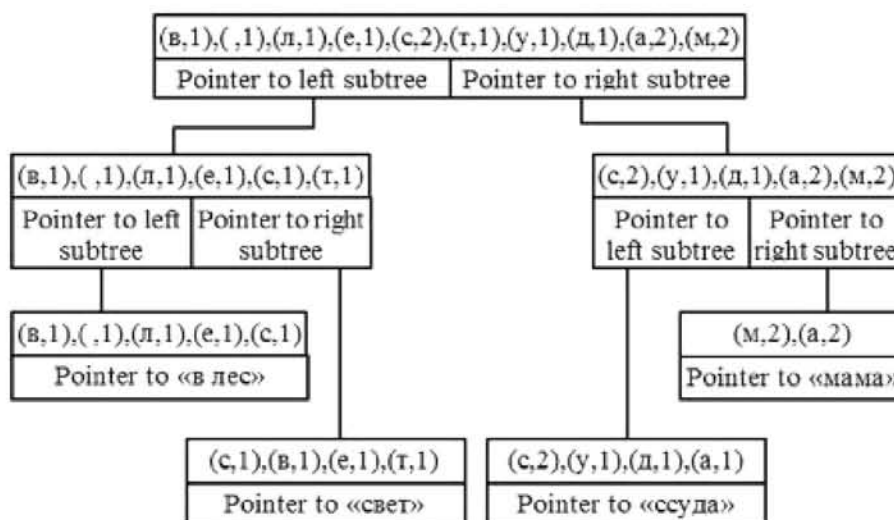 (в,1),( ,1),(л,1),(е,1),(с,2),(т,1),(у,1),(д,1),(а,2),(м,2)
Pointer to left subtree
Pointer to right subtree
(в,1),( ,1),(л,1),(е,1),(с,1),(т,1)
Pointer to left
subtree
Pointer to right
subtree
(с,2),(у,1),(д,1),(а,2),(м,2)
Pointer to
left subtree
Pointer to
right subtree
(в,1),( ,1),(л,1),(е,1),(с,1)
Pointer to «в лес»
(м,2),(а,2)
Pointer to «мама»
(с,1),(в,1),(е,1),(т,1)
Pointer to «свет»
(с,2),(у,1),(д,1),(а,1)
Pointer to «ссуда»